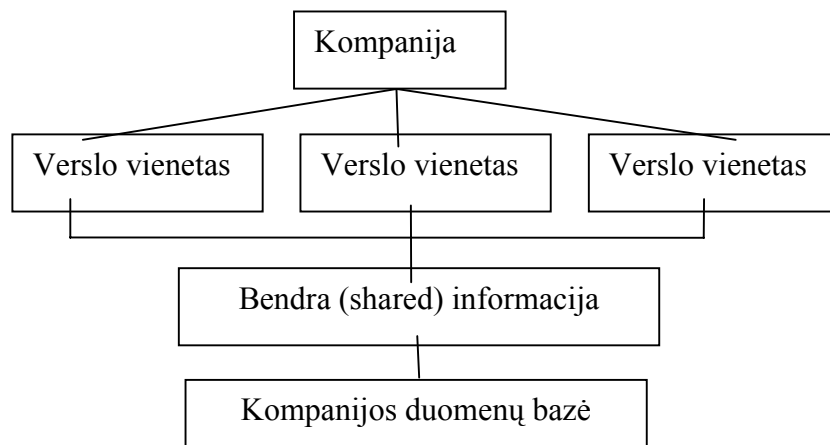 Kompanija
Verslo vienetas
Verslo vienetas
Verslo vienetas
Bendra (shared) informacija
Kompanijos duomenų bazė